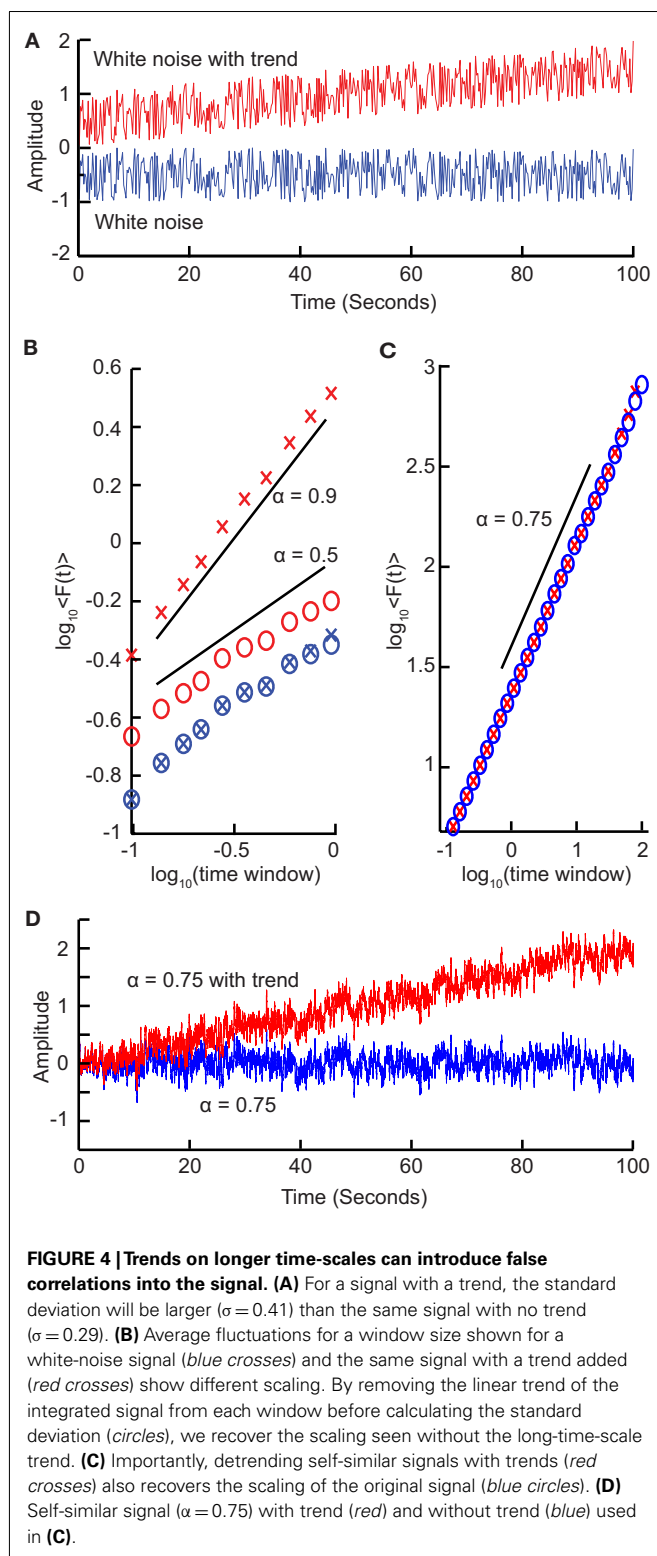 A
2
1
0
-1
-2
Amplitude
White noise with trend
White noise
0
20
40
60
80
100
Time (Seconds)
B
0.6
0.4
0.2
0
-0.2
-0.4
-0.6
-0.8
-1
log10<F(t)>
α = 0.9
α = 0.5
-1
-0.5
0
log10(time window)
C
3
2.5
2
1.5
1
log10<F(t)>
α = 0.75
-1
0
1
2
log10(time window)
D
2
1
0
-1
Amplitude
α = 0.75 with trend
α = 0.75
0
20
40
60
80
100
Time (Seconds)
FIGURE 4 | Trends on longer time-scales can introduce false
correlations into the signal. (A) For a signal with a trend, the standard
deviation will be larger (σ = 0.41) than the same signal with no trend
(σ = 0.29). (B) Average fluctuations for a window size shown for a
white-noise signal (blue crosses) and the same signal with a trend added
(red crosses) show different scaling. By removing the linear trend of the
integrated signal from each window before calculating the standard
deviation (circles), we recover the scaling seen without the long-time-scale
trend. (C) Importantly, detrending self-similar signals with trends (red
crosses) also recovers the scaling of the original signal (blue circles). (D)
Self-similar signal (α = 0.75) with trend (red) and without trend (blue) used
in (C).